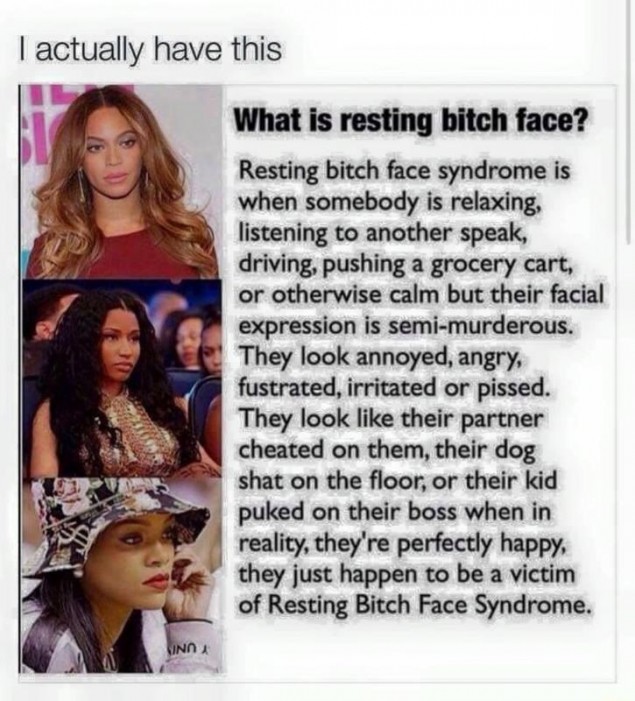 I actually have this
What is resting bitch face?
Resting bitch face syndrome is
when somebody is relaxing,
listening to another speak,
driving, pushing a grocery cart,
or otherwise calm but their facial
expression is semi-murderous.
They look annoyed, angry,
fustrated, irritated or pissed.
They look like their partner
cheated on them, their dog
shat on the floor, or their kid
puked on their boss when in
reality, they're perfectly happy,
they just happen to be a victim
of Resting Bitch Face Syndrome.